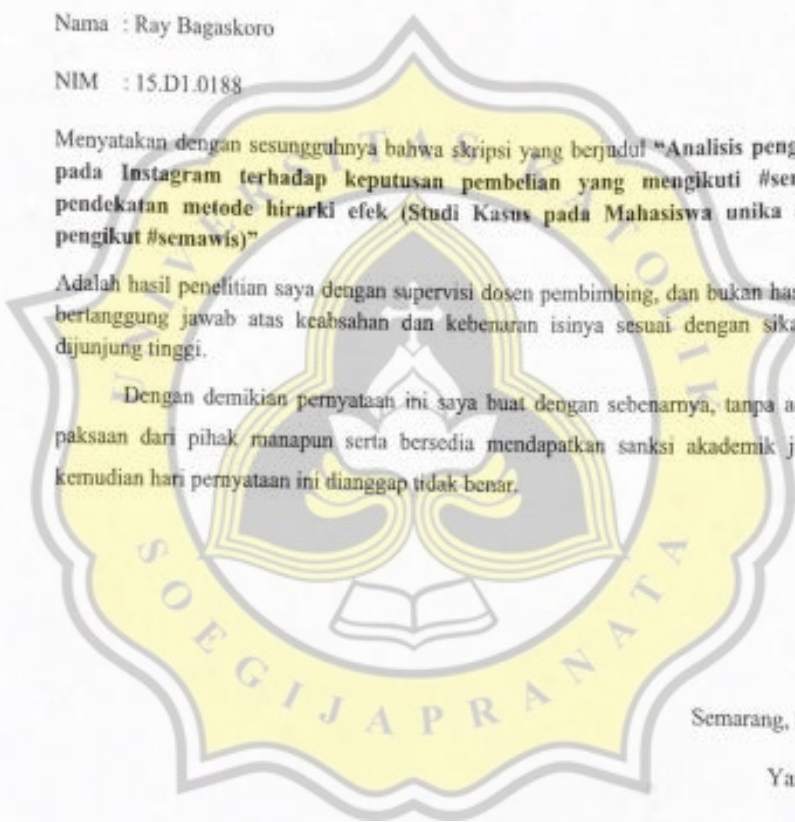 Nama : Ray Bagaskoro
NIM : 15.D1.0188
Menyatakan dengan sesungguhnya bahwa skripsi yang berjudul “Analisis peng
pada Instagram terhadap keputusan pembelian yang mengikuti #sem
pendekatan metode hirarki efek (Studi Kasus pada Mahasiswa unika
pengikut #semawis)”
Adalah hasil penelitian saya dengan supervisi dosen pembimbing, dan bukan has
bertanggung jawab atas keabsahan dan kebenaran isinya sesuai dengan sika
dijunjung tinggi.
Dengan demikian pernyataan ini saya buat dengan sebenarnya, tanpa a
paksaan dari pihak manapun serta bersedia mendapatkan sanksi akademik j
kemudian hari pernyataan ini dianggap tidak benar.
Semarang,
Ya
UNIVERSITAS KATOLIK
SOEGIJAPRANATA